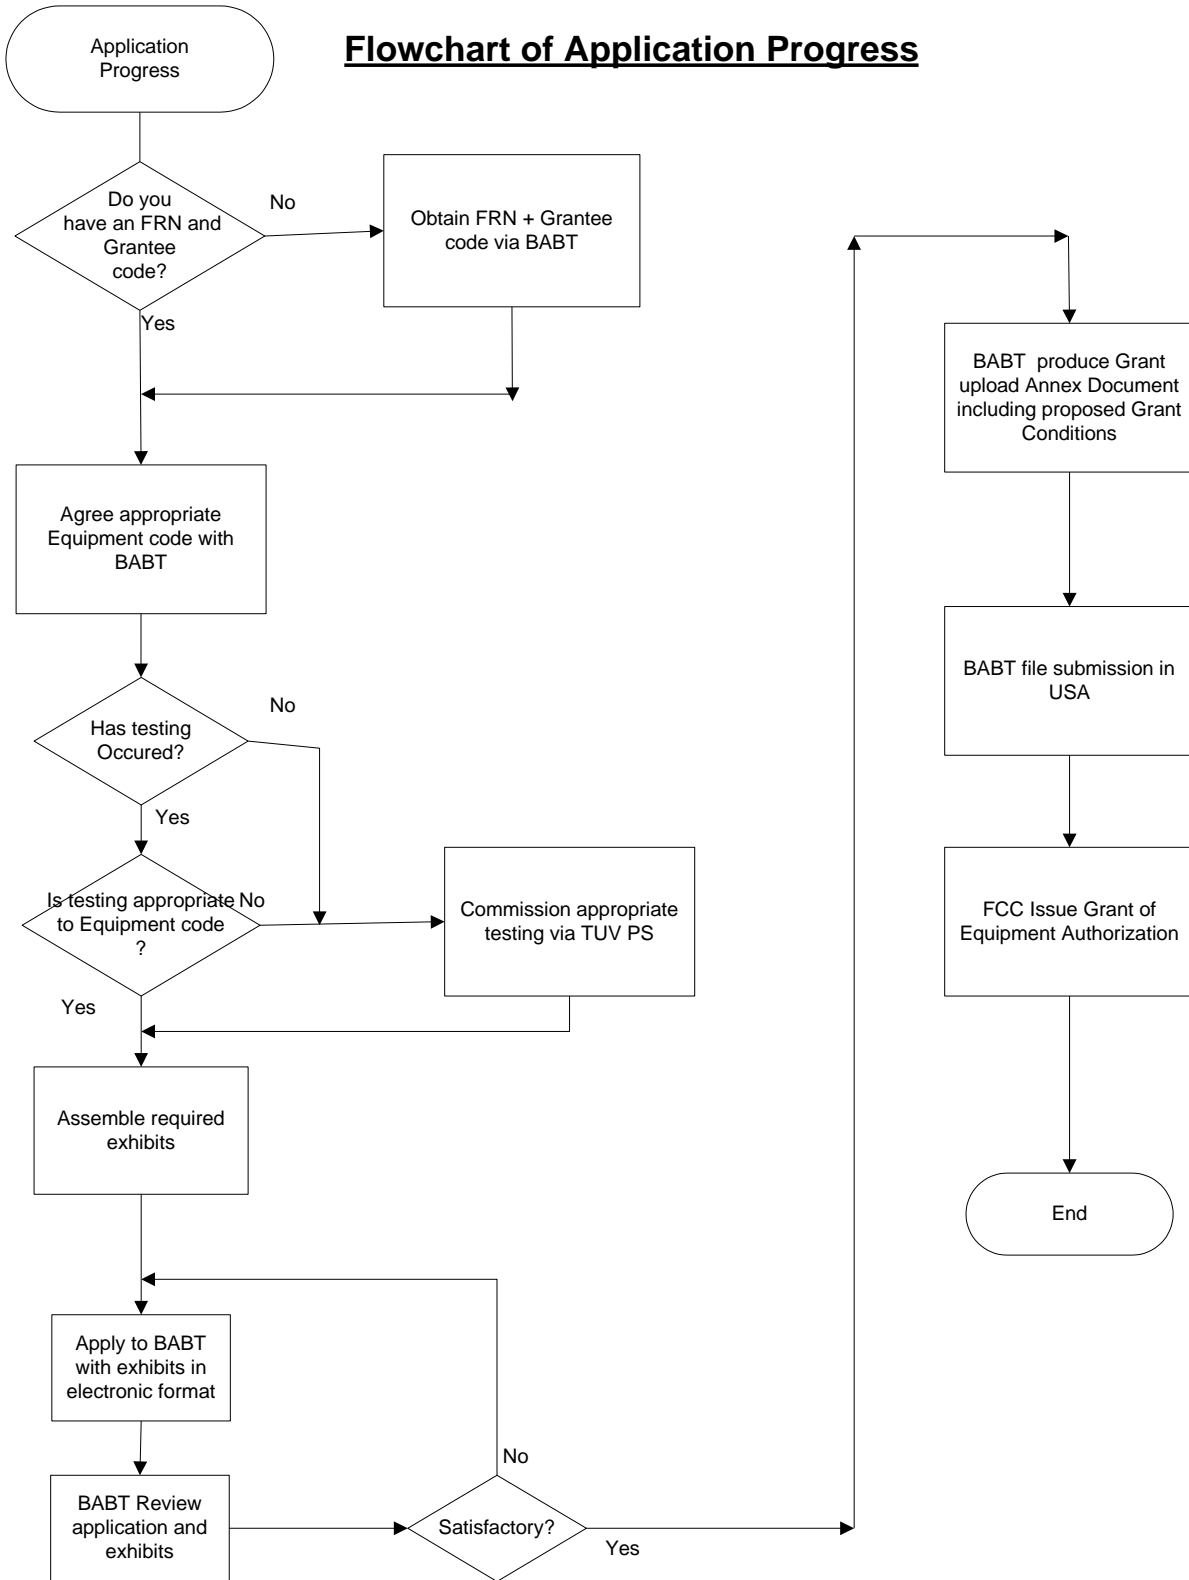 Flowchart of Application Progress
Application
Progress
Do you
have an FRN and
Grantee
code?
No
Obtain FRN + Grantee
code via BABT
Yes
Agree appropriate
Equipment code with
BABT
Has testing
Occured?
No
Yes
Is testing appropriate
to Equipment code
?
No
Commission appropriate
testing via TUV PS
Yes
Assemble required
exhibits
Apply to BABT
with exhibits in
electronic format
BABT Review
application and
exhibits
Satisfactory?
No
Yes
BABT  produce Grant
upload Annex Document
including proposed Grant
Conditions
BABT file submission in
USA
FCC Issue Grant of
Equipment Authorization
End